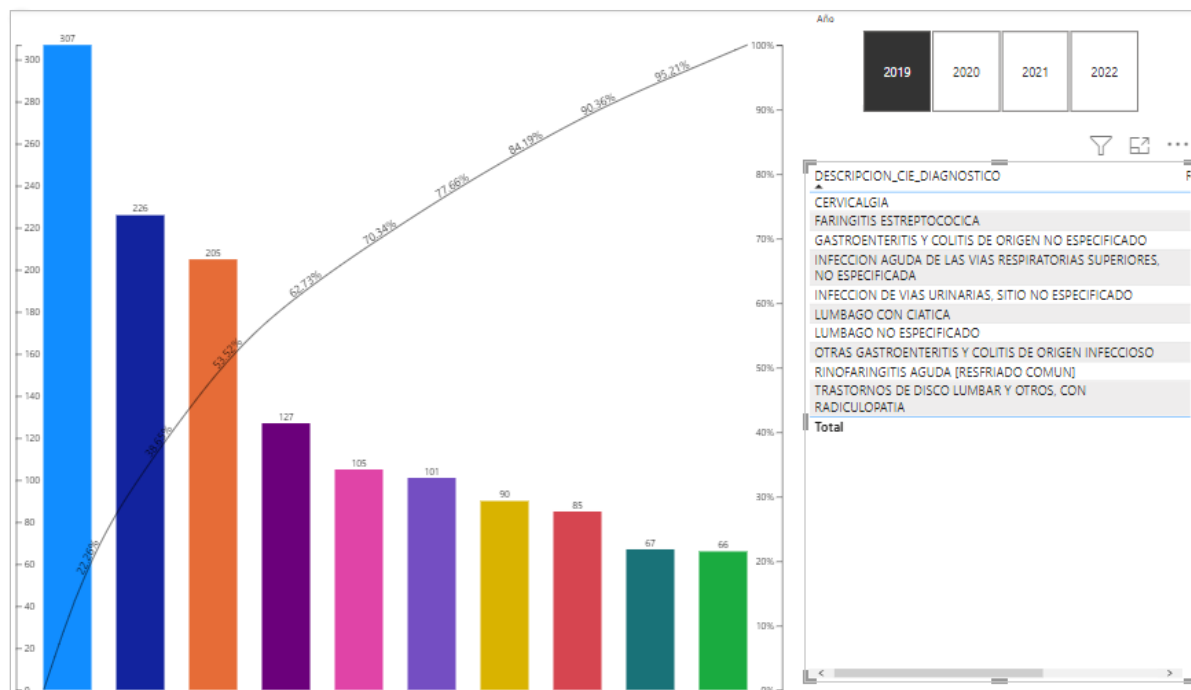 307
226
205
127
105
101
90
85
67
66
300
280
260
240
220
200
180
160
140
120
100
80
60
40
20
0
22.26%
38.65%
53.52%
62.73%
70.34%
77.66%
84.19%
90.36%
95.21%
100%
90%
80%
70%
60%
50%
40%
30%
20%
10%
0%
Año
2019 2020 2021 2022
DESCRIPCION_CIE_DIAGNOSTICO
CERVICALGIA
FARINGITIS ESTREPTOCOCICA
GASTROENTERITIS Y COLITIS DE ORIGEN NO ESPECIFICADO
INFECCION AGUDA DE LAS VIAS RESPIRATORIAS SUPERIORES,
NO ESPECIFICADA
INFECCION DE VIAS URINARIAS, SITIO NO ESPECIFICADO
LUMBAGO CON CIATICA
LUMBAGO NO ESPECIFICADO
OTRAS GASTROENTERITIS Y COLITIS DE ORIGEN INFECCIOSO
RINOFARINGITIS AGUDA [RESFRIADO COMUN]
TRASTORNOS DE DISCO LUMBAR Y OTROS, CON
RADICULOPATIA
Total